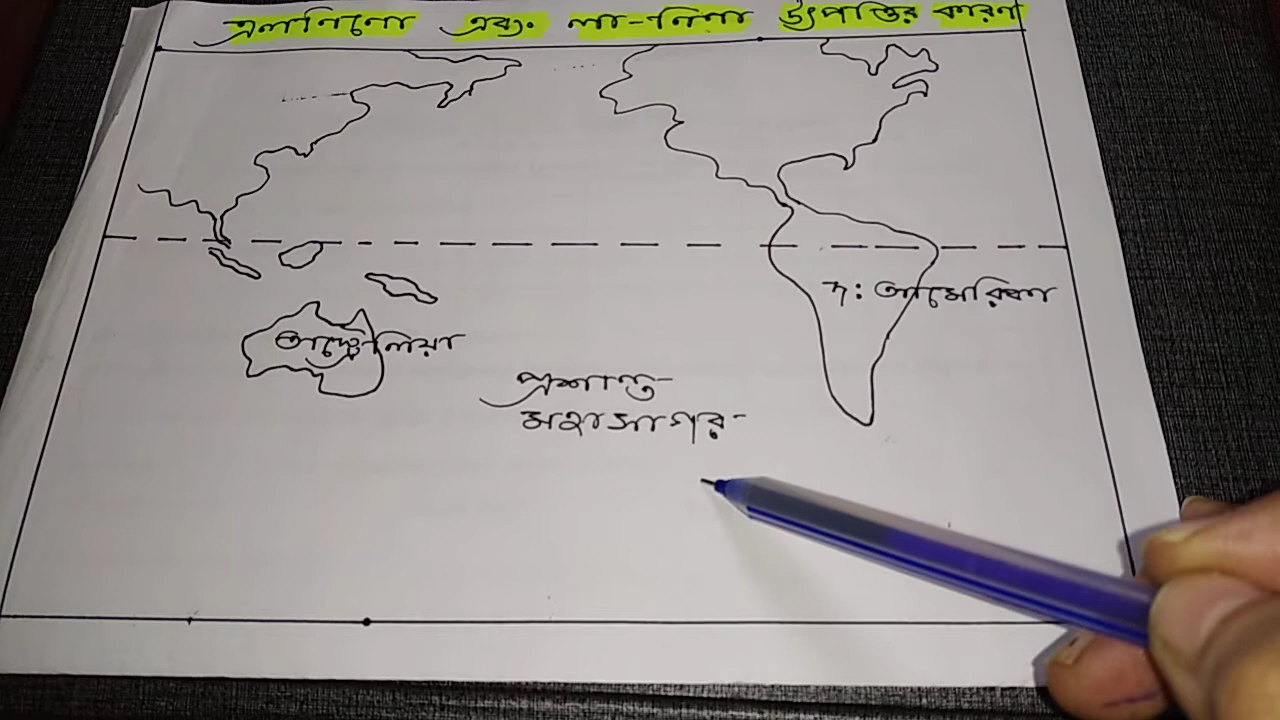 এলনিনো এবং লা-নিনা উৎপত্তির কারণ
দ: আমেরিকা
অস্ট্রেলিয়া
প্রশান্ত
মহাসাগর